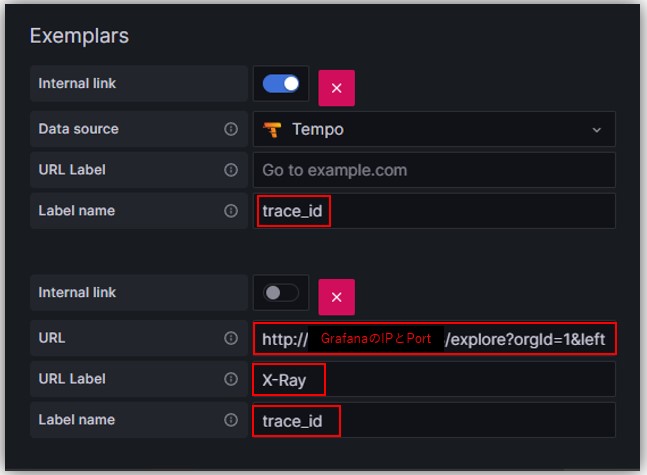 Exemplars
Internal link
Data source Tempo
URL Label Go to example.com
Label name trace_id
Internal link
URL http:// GrafanaのIPとPort /explore?orgId=1&left
URL Label X-Ray
Label name trace_id